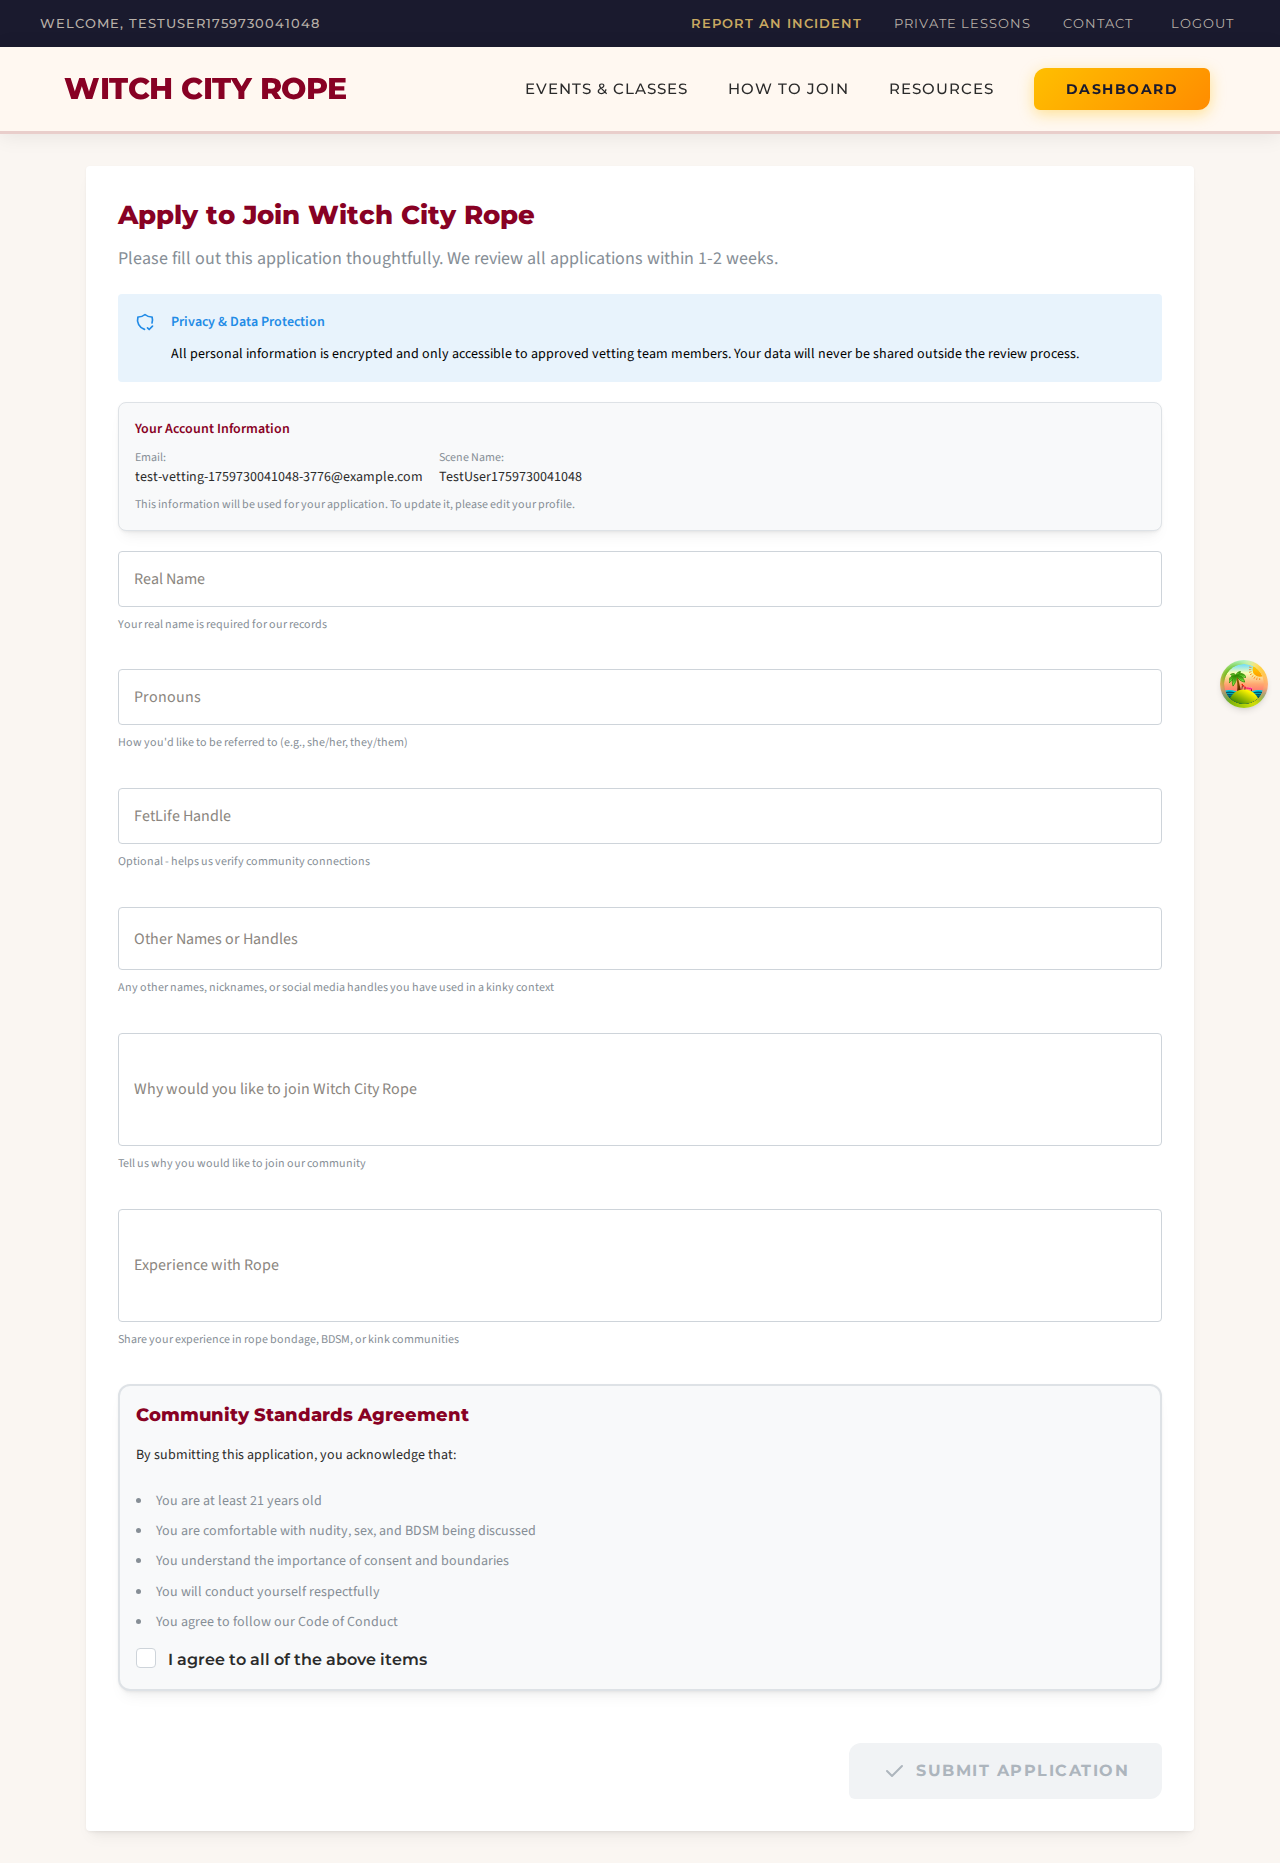 WELCOME, TESTUSER1759730041048
REPORT AN INCIDENT
PRIVATE LESSONS
CONTACT
LOGOUT
WITCH CITY ROPE
EVENTS & CLASSES
HOW TO JOIN
RESOURCES
DASHBOARD
Apply to Join Witch City Rope
Please fill out this application thoughtfully. We review all applications within 1-2 weeks.
Privacy & Data Protection
All personal information is encrypted and only accessible to approved vetting team members. Your data will never be shared outside the review process.
Your Account Information
Email:
test-vetting-1759730041048-3776@example.com
Scene Name:
TestUser1759730041048
This information will be used for your application. To update it, please edit your profile.
Real Name
Your real name is required for our records
Pronouns
How you'd like to be referred to (e.g., she/her, they/them)
FetLife Handle
Optional - helps us verify community connections
Other Names or Handles
Any other names, nicknames, or social media handles you have used in a kinky context
Why would you like to join Witch City Rope
Tell us why you would like to join our community
Experience with Rope
Share your experience in rope bondage, BDSM, or kink communities
Community Standards Agreement
By submitting this application, you acknowledge that:
• You are at least 21 years old
• You are comfortable with nudity, sex, and BDSM being discussed
• You understand the importance of consent and boundaries
• You will conduct yourself respectfully
• You agree to follow our Code of Conduct
I agree to all of the above items
SUBMIT APPLICATION